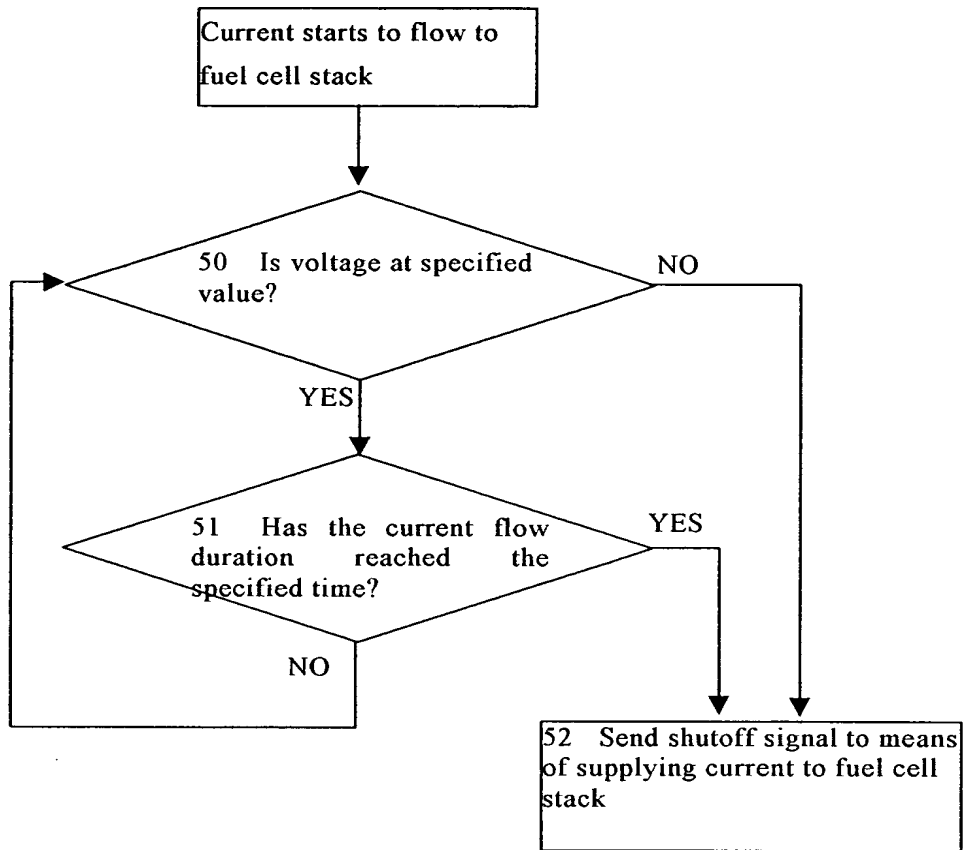 Current starts to flow to
fuel cell stack
50 Is voltage at specified
value?
NO
YES
51 Has the current flow
duration reached the
specified time?
YES
NO
52 Send shutoff signal to means
of supplying current to fuel cell
stack